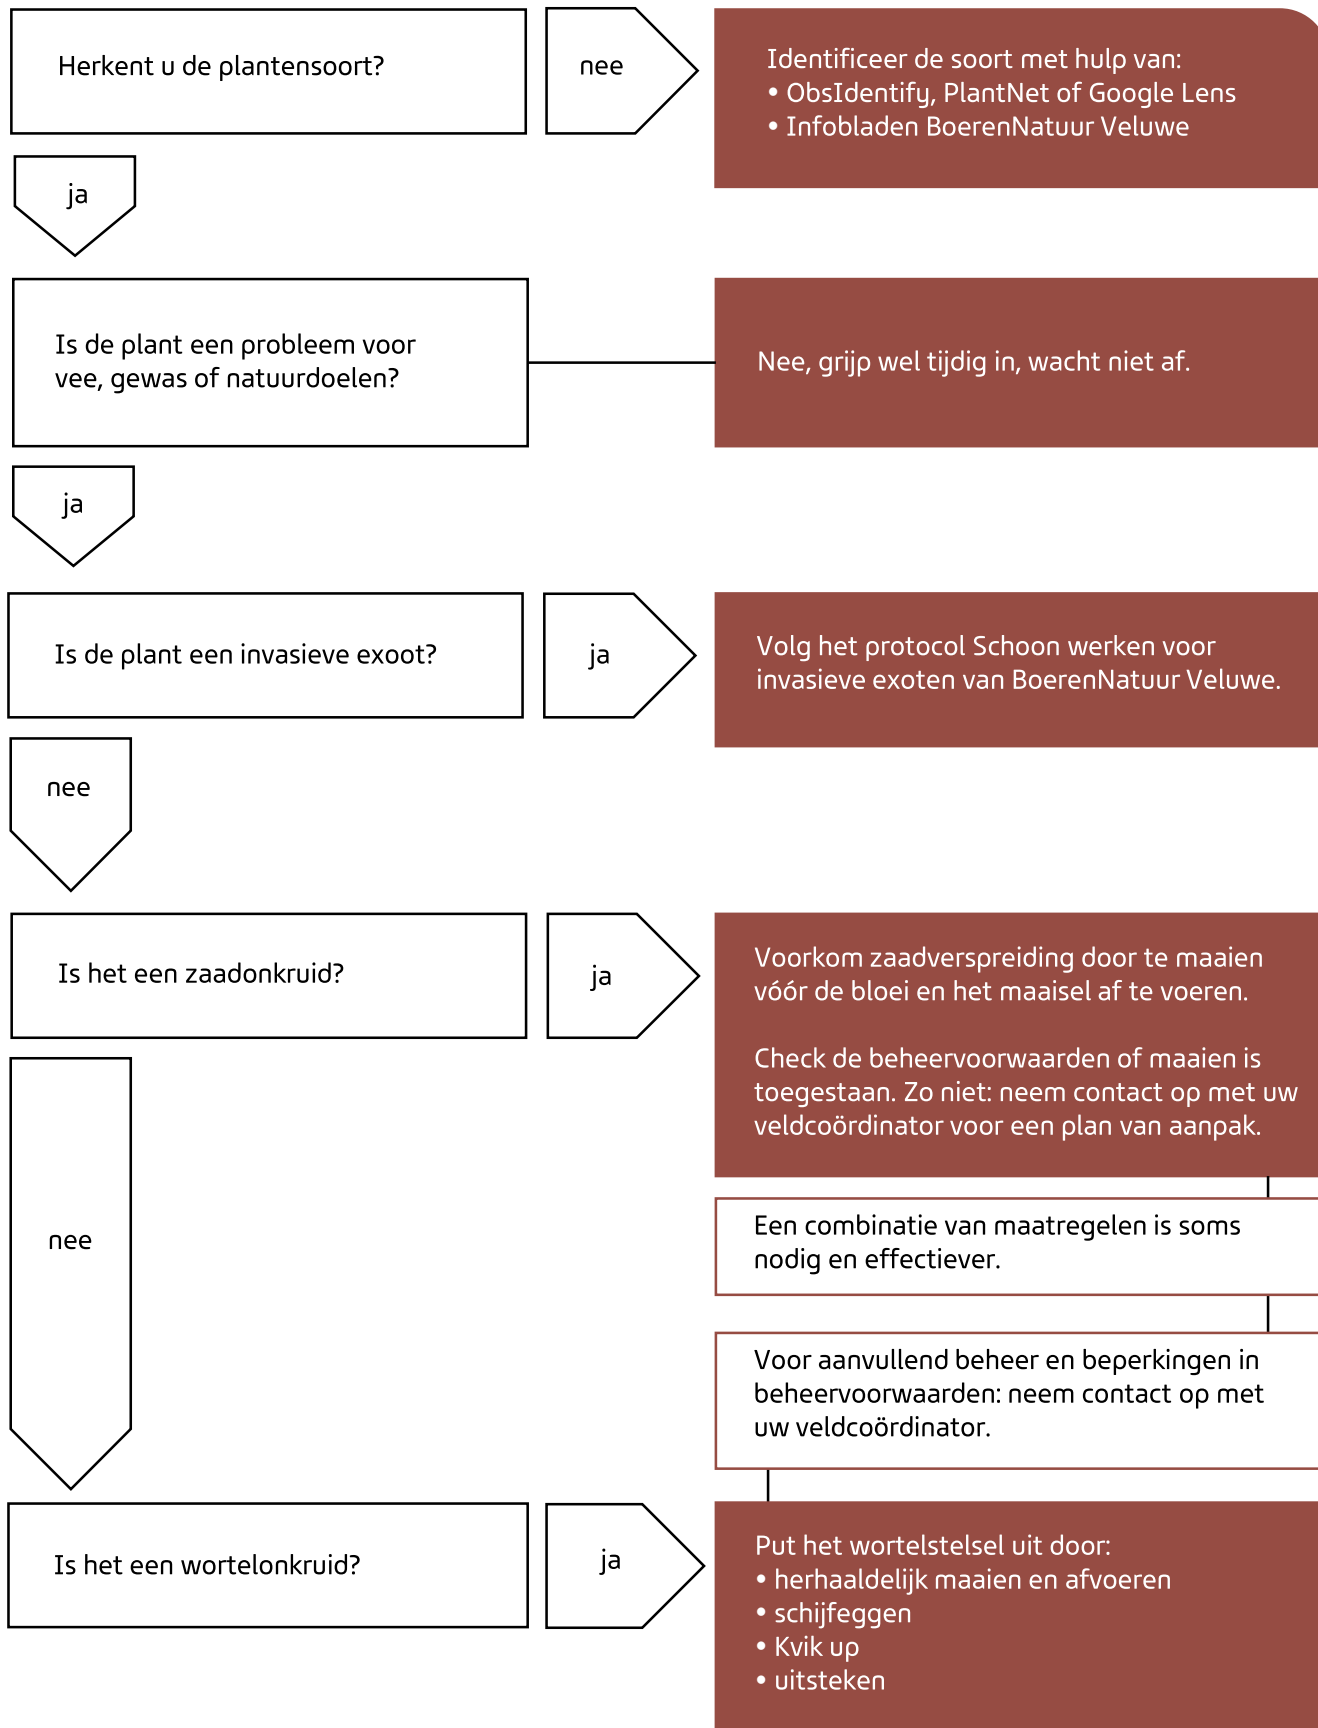 Herkent u de plantensoort?
nee
Identificeer de soort met hulp van:
• ObsIdentify, PlantNet of Google Lens
• Infobladen BoerenNatuur Veluwe
ja
Is de plant een probleem voor
vee, gewas of natuurdoelen?
Nee, grijp wel tijdig in, wacht niet af.
ja
Is de plant een invasieve exoot?
ja
Volg het protocol Schoon werken voor
invasieve exoten van BoerenNatuur Veluwe.
nee
Is het een zaadonkruid?
ja
Voorkom zaadverspreiding door te maaien
vóór de bloei en het maaisel af te voeren.
Check de beheervoorwaarden of maaien is
toegestaan. Zo niet: neem contact op met uw
veldcoördinator voor een plan van aanpak.
nee
Een combinatie van maatregelen is soms
nodig en effectiever.
Voor aanvullend beheer en beperkingen in
beheervoorwaarden: neem contact op met
uw veldcoördinator.
Is het een wortelonkruid?
ja
Put het wortelstelsel uit door:
• herhaaldelijk maaien en afvoeren
• schijfeggen
• Kvik up
• uitsteken